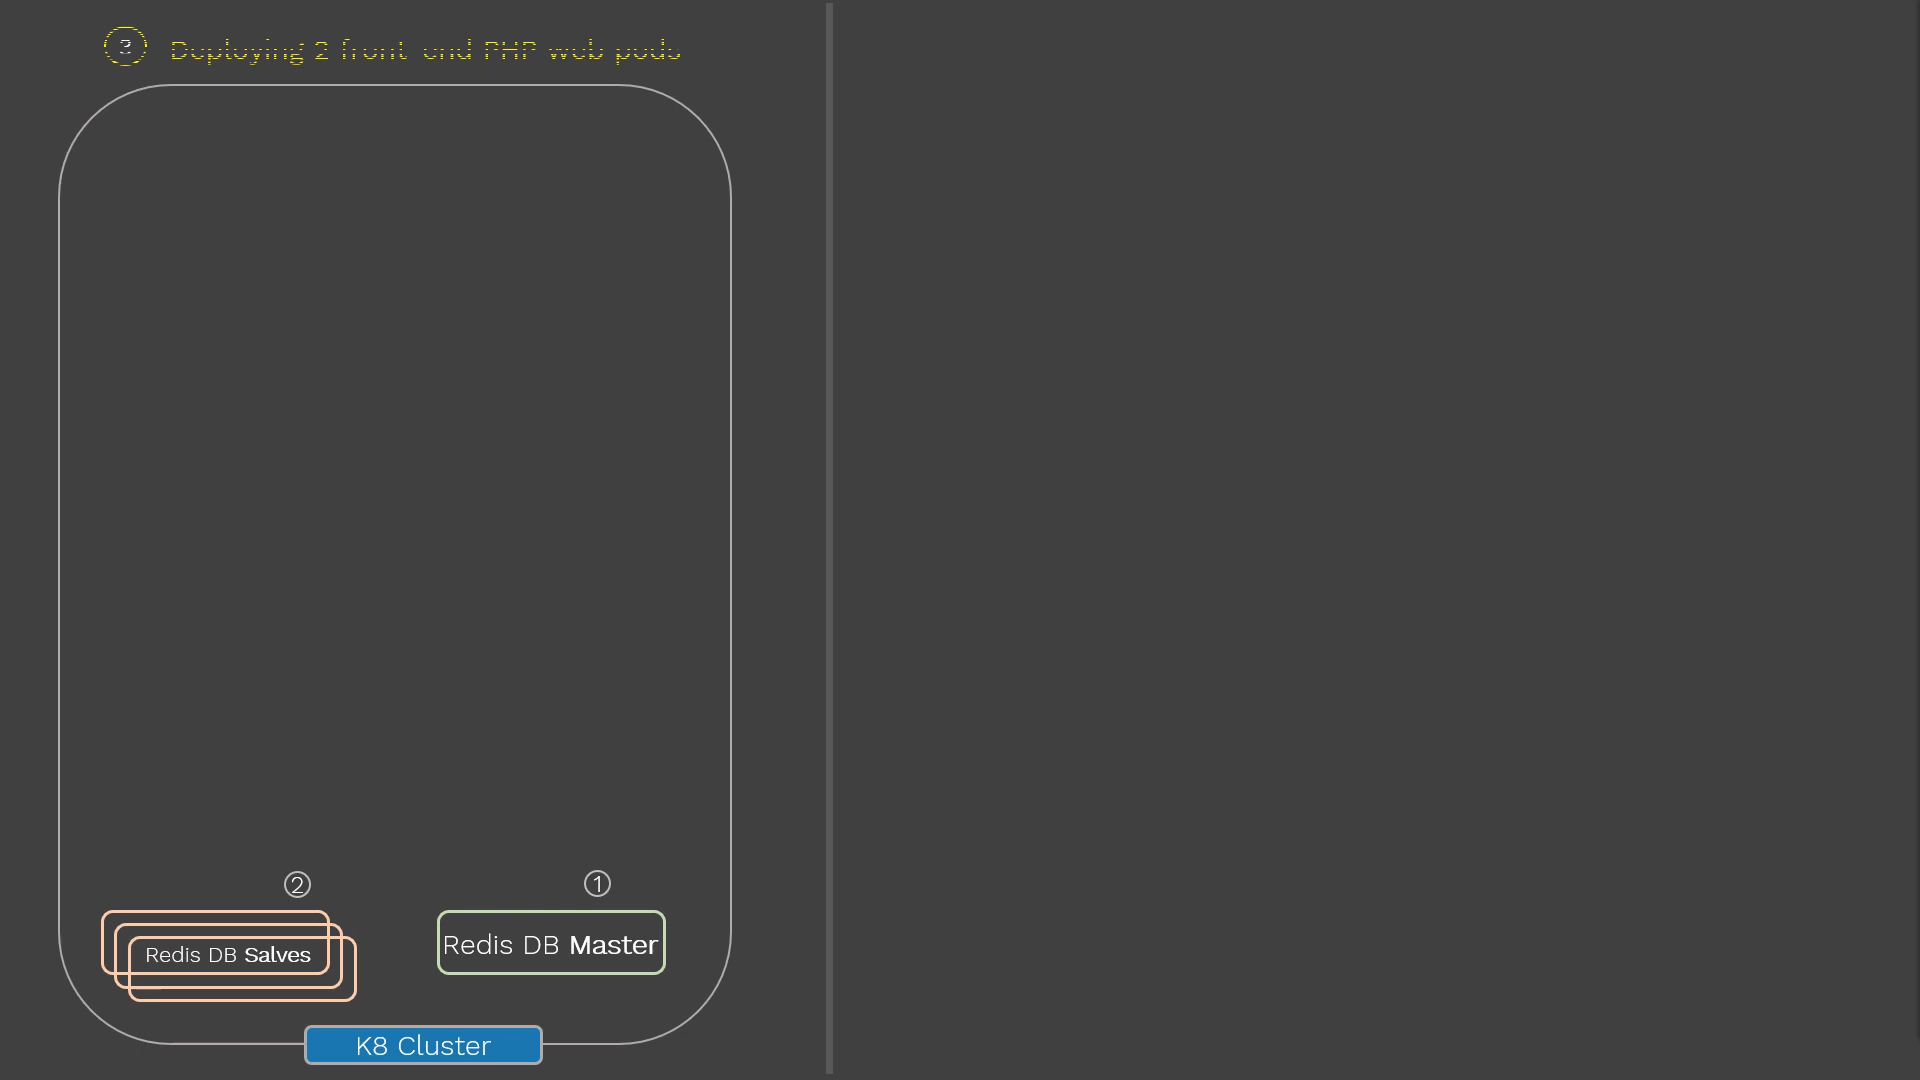 3 Deploying 2 front-end PHP web pods
2
1
Redis DB Salves
Redis DB Master
K8 Cluster